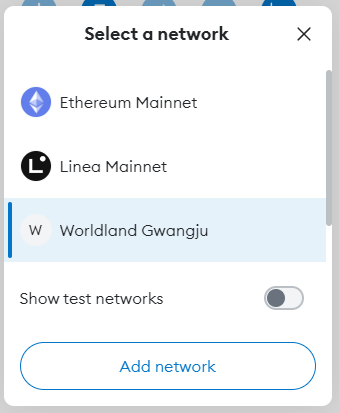 Select a network
Ethereum Mainnet
Linea Mainnet
W
Worldland Gwangju
Show test networks
Add network